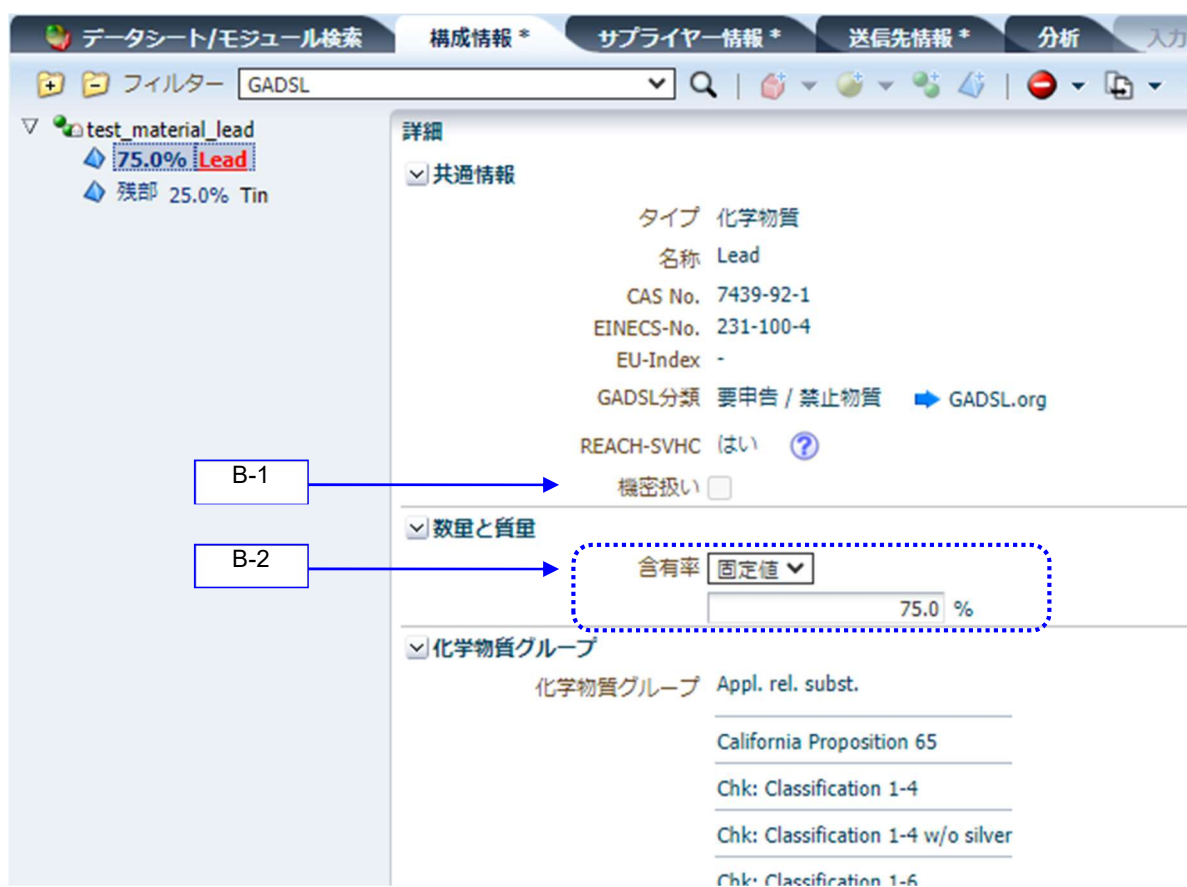 データシート/モジュール検索 構成情報 * サプライヤー情報 * 送信先情報 * 分析 入力
フィルター GADSL
test_material_lead
75.0% Lead
残部 25.0% Tin
詳細
共通情報
タイプ 化学物質
名称 Lead
CAS No. 7439-92-1
EINECS-No. 231-100-4
EU-Index -
GADSL分類 要申告 / 禁止物質 GADSL.org
REACH-SVHC はい ?
B-1
機密扱い
数量と質量
B-2
含有率 固定値
75.0 %
化学物質グループ
化学物質グループ Appl. rel. subst.
California Proposition 65
Chk: Classification 1-4
Chk: Classification 1-4 w/o silver
Chk: Classification 1-6